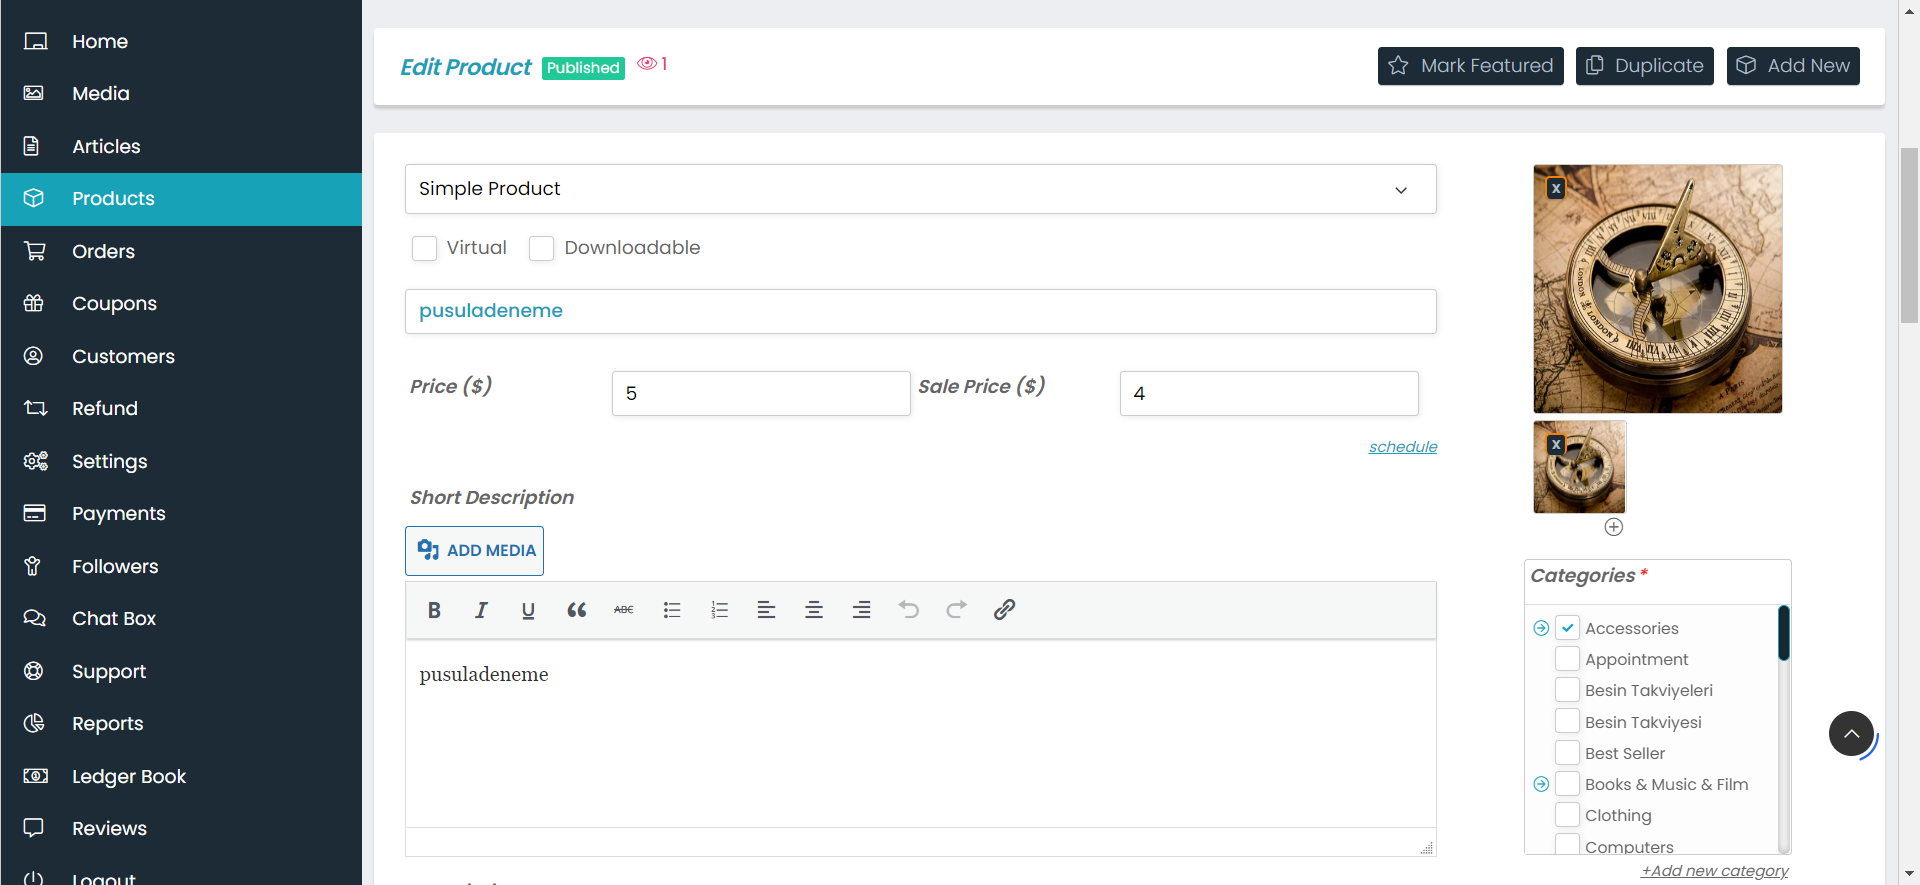 Home
Media
Articles
Products
Orders
Coupons
Customers
Refund
Settings
Payments
Followers
Chat Box
Support
Reports
Ledger Book
Reviews
Logout
Edit Product Published 1
Mark Featured Duplicate Add New
Simple Product
Virtual Downloadable
pusuladeneme
Price ($) 5 Sale Price ($) 4
schedule
Short Description
ADD MEDIA
B I U ABC
pusuladeneme
x
x
Categories *
Accessories
Appointment
Besin Takviyeleri
Besin Takviyesi
Best Seller
Books & Music & Film
Clothing
Computers
+Add new category